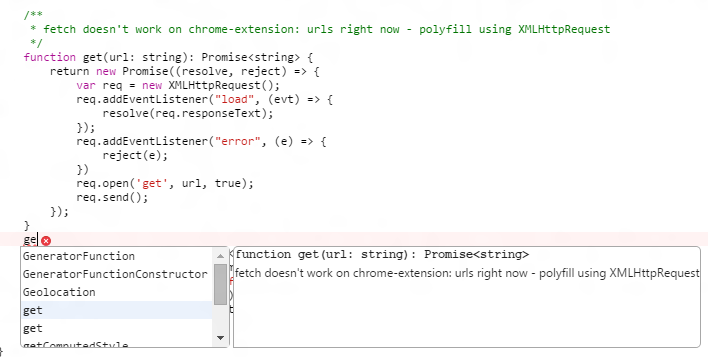 /**
 * fetch doesn't work on chrome-extension: urls right now - polyfill using XMLHttpRequest
 */
function get(url: string): Promise<string> {
    return new Promise((resolve, reject) => {
        var req = new XMLHttpRequest();
        req.addEventListener("load", (evt) => {
            resolve(req.responseText);
        });
        req.addEventListener("error", (e) => {
            reject(e);
        })
        req.open('get', url, true);
        req.send();
    });
}
ge
GeneratorFunction
GeneratorFunctionConstructor
Geolocation
get
get
getComputedStyle
function get(url: string): Promise<string>
fetch doesn't work on chrome-extension: urls right now - polyfill using XMLHttpRequest
}